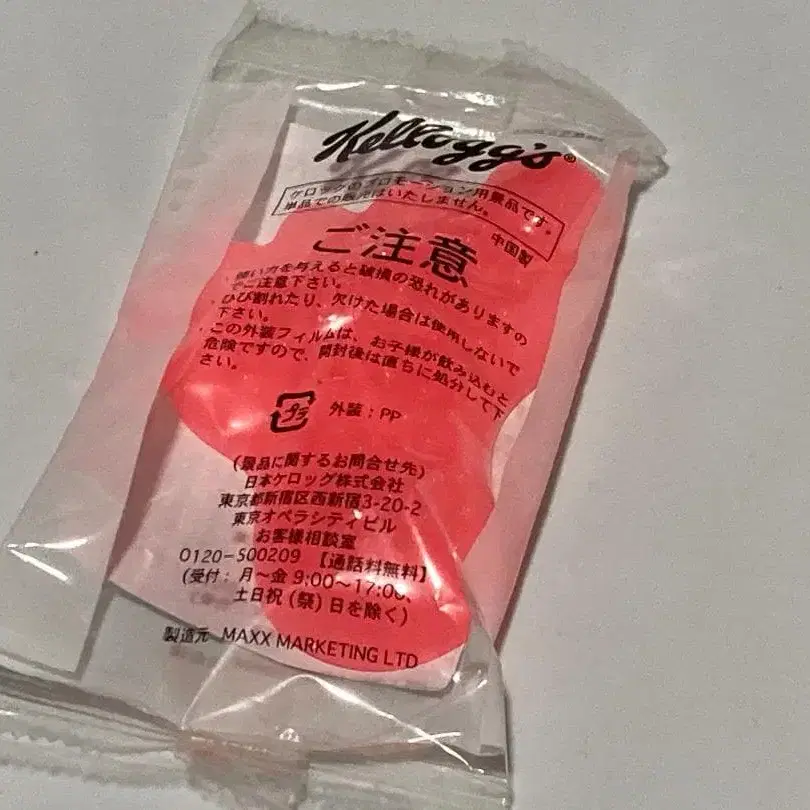 Kellogg's®
ケロッグのプロモーション用景品です。
単品での販売はいたしません。
中国製
ご注意
・強い力を与えると破損の恐れがありますの
でご注意下さい。
・ひび割れたり、欠けた場合は使用しないで
下さい。
・この外装フィルムは、お子様が飲み込むと
危険ですので、開封後は直ちに処分して下
さい。
プラ 外装：PP
(景品に関するお問合せ先)
日本ケロッグ株式会社
東京都新宿区西新宿3-20-2
東京オペラシティビル
お客様相談室
0120-500209 【通話料無料】
(受付：月〜金 9:00〜17:00、
土日祝 (祭) 日を除く)
製造元 MAXX MARKETING LTD